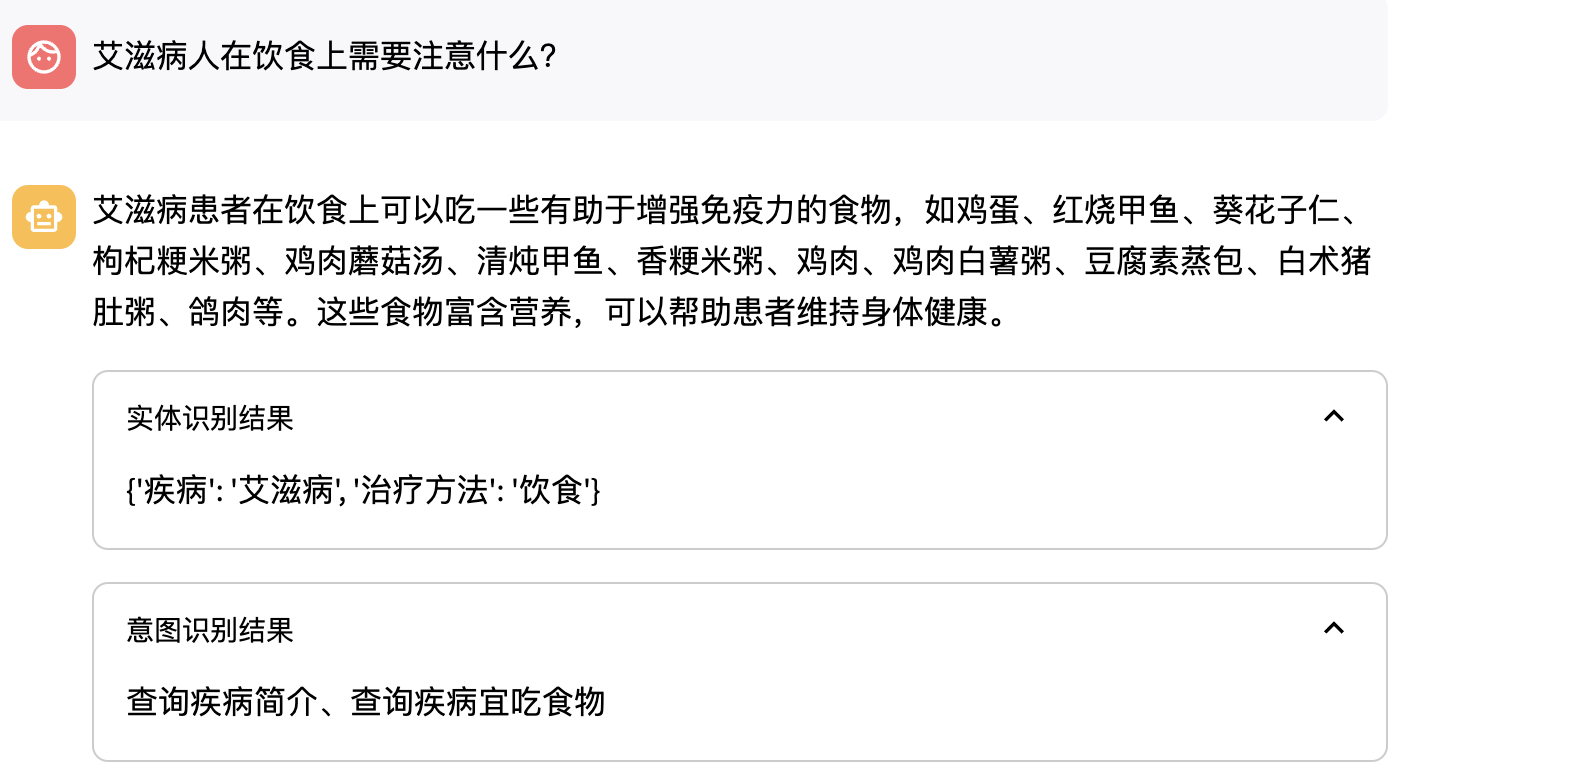 艾滋病人在饮食上需要注意什么?
艾滋病患者在饮食上可以吃一些有助于增强免疫力的食物，如鸡蛋、红烧甲鱼、葵花子仁、
枸杞粳米粥、鸡肉蘑菇汤、清炖甲鱼、香粳米粥、鸡肉、鸡肉白薯粥、豆腐素蒸包、白术猪
肚粥、鸽肉等。这些食物富含营养，可以帮助患者维持身体健康。
实体识别结果
{'疾病': '艾滋病', '治疗方法': '饮食'}
意图识别结果
查询疾病简介、查询疾病宜吃食物